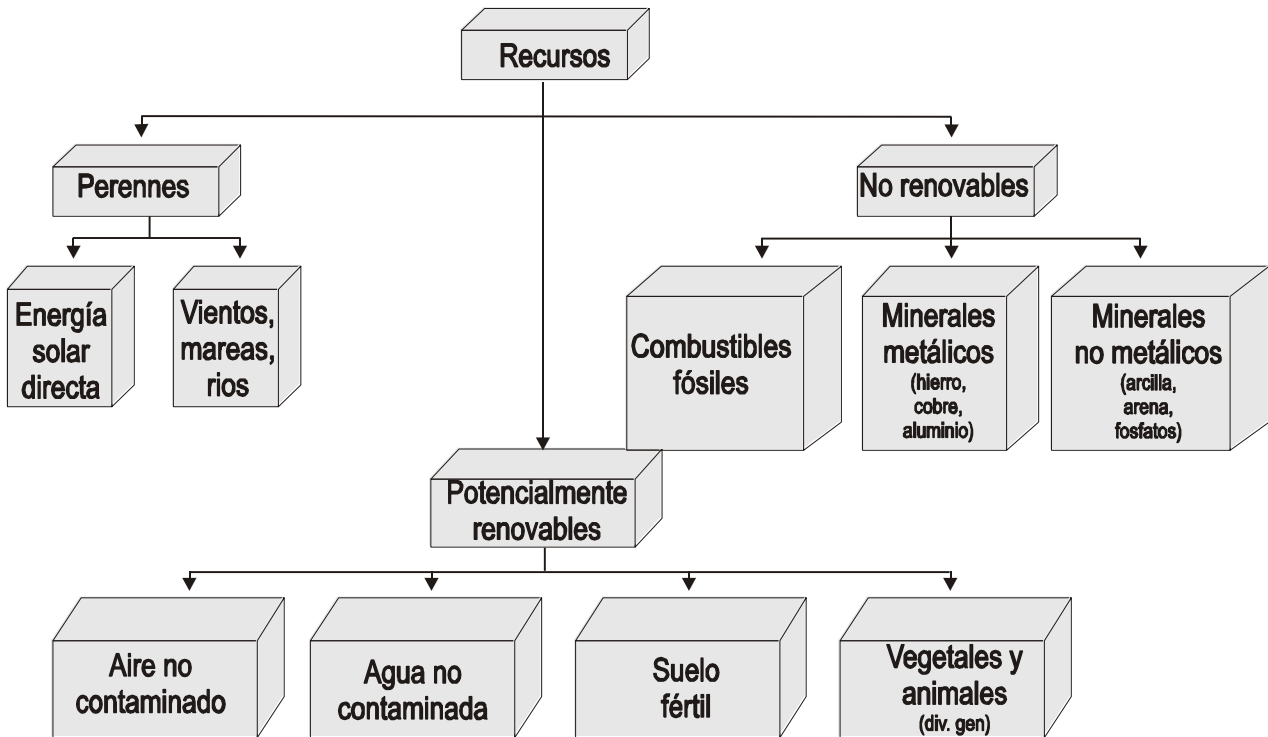 Recursos
Perennes
No renovables
Energía
solar
directa
Vientos,
mareas,
rios
Combustibles
fósiles
Minerales
metálicos
(hierro,
cobre,
aluminio)
Minerales
no metálicos
(arcilla,
arena,
fosfatos)
Potencialmente
renovables
Aire no
contaminado
Agua no
contaminada
Suelo
fértil
Vegetales y
animales
(div. gen)